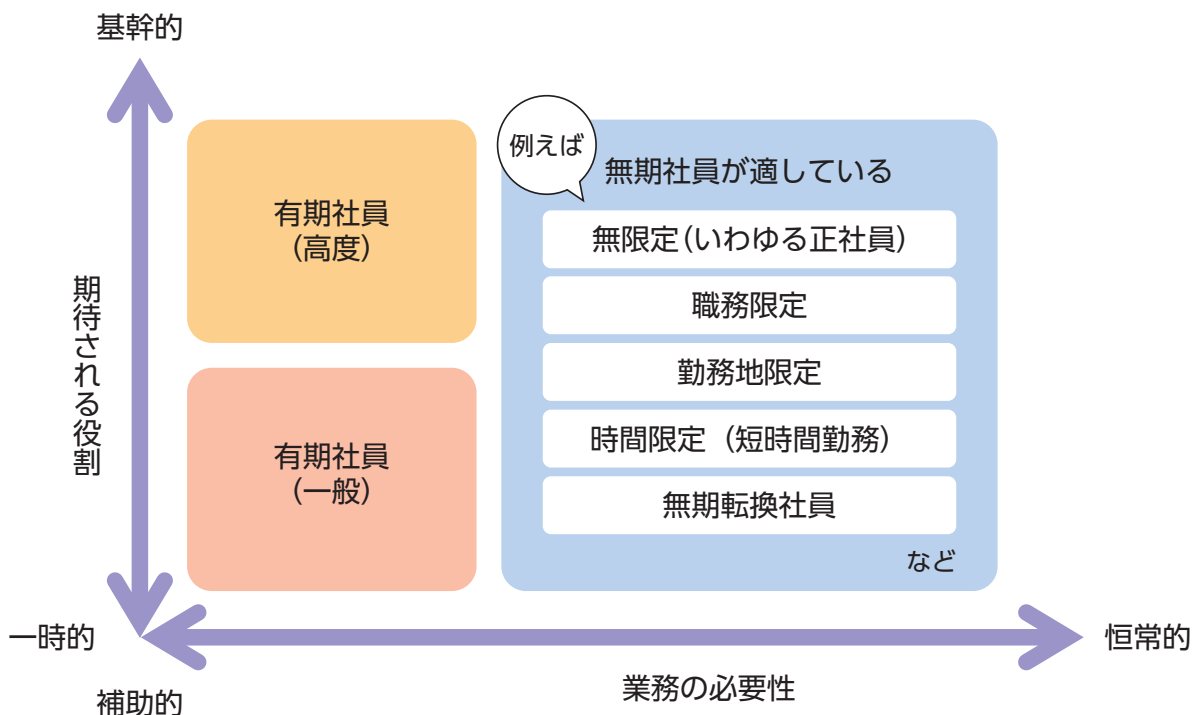 基幹的
期待される役割
有期社員
（高度）
有期社員
（一般）
例えば
無期社員が適している
無限定（いわゆる正社員）
職務限定
勤務地限定
時間限定（短時間勤務）
無期転換社員
など
一時的
恒常的
業務の必要性
補助的